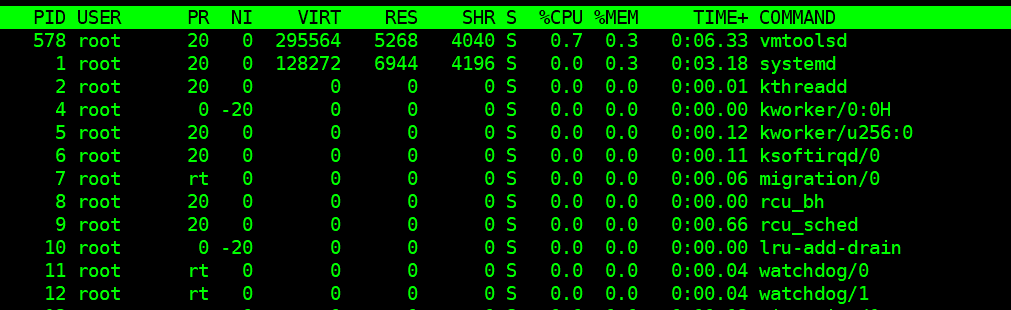 PID USER PR NI VIRT RES SHR S %CPU %MEM TIME+ COMMAND
578 root 20 0 295564 5268 4040 S 0.7 0.3 0:06.33 vmtoolsd
1 root 20 0 128272 6944 4196 S 0.0 0.3 0:03.18 systemd
2 root 20 0 0 0 0 S 0.0 0.0 0:00.01 kthreadd
4 root 0 -20 0 0 0 S 0.0 0.0 0:00.00 kworker/0:0H
5 root 20 0 0 0 0 S 0.0 0.0 0:00.12 kworker/u256:0
6 root 20 0 0 0 0 S 0.0 0.0 0:00.11 ksoftirqd/0
7 root rt 0 0 0 0 S 0.0 0.0 0:00.06 migration/0
8 root 20 0 0 0 0 S 0.0 0.0 0:00.00 rcu_bh
9 root 20 0 0 0 0 S 0.0 0.0 0:00.66 rcu_sched
10 root 0 -20 0 0 0 S 0.0 0.0 0:00.00 lru-add-drain
11 root rt 0 0 0 0 S 0.0 0.0 0:00.04 watchdog/0
12 root rt 0 0 0 0 S 0.0 0.0 0:00.04 watchdog/1